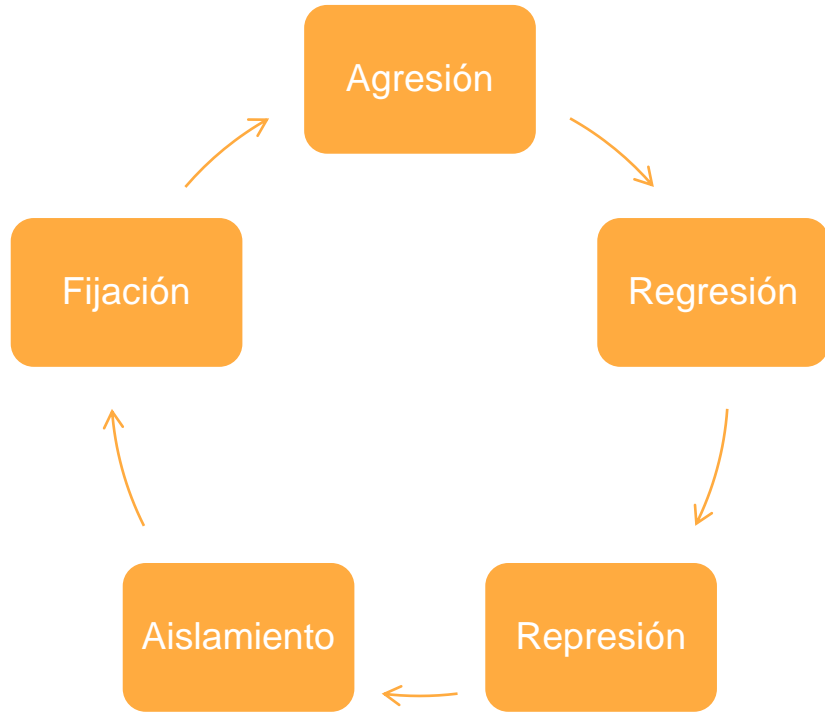 Agresión
Regresión
Represión
Aislamiento
Fijación